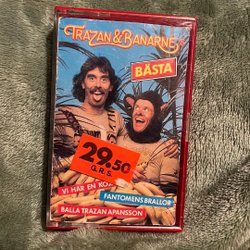 TRAZAN & BANARNE
BÄSTA
29.50
O.R.S.
VI HAR EN KO
FANTOMENS BRALLOR
BALLA TRAZAN APANSSON